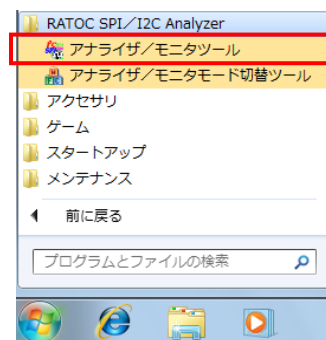 RATOC SPI／I2C Analyzer
アナライザ／モニタツール
アナライザ／モニタモード切替ツール
アクセサリ
ゲーム
スタートアップ
メンテナンス
前に戻る
プログラムとファイルの検索